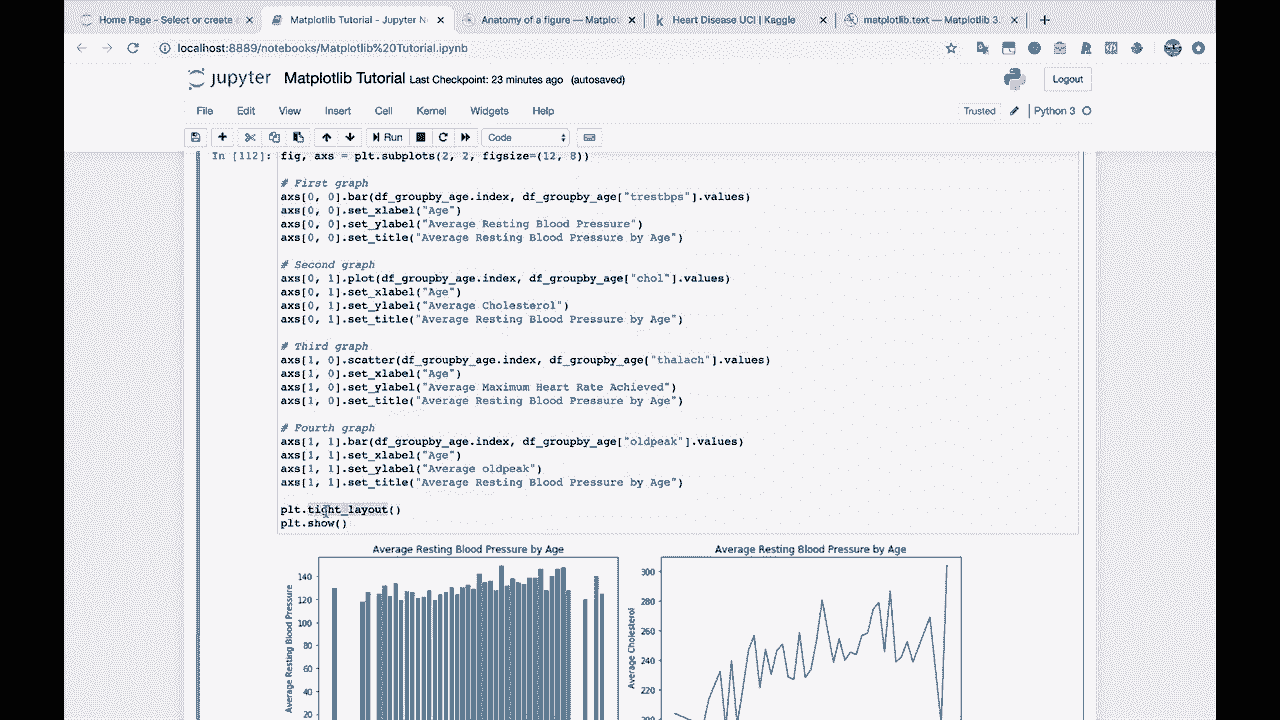 Home Page - Select or create
Matplotlib Tutorial - Jupyter N
Anatomy of a figure — Matplot
Heart Disease UCI | Kaggle
matplotlib.text — Matplotlib 3.
localhost:8889/notebooks/Matplotlib%20Tutorial.ipynb
jupyter Matplotlib Tutorial Last Checkpoint: 23 minutes ago (autosaved)
Logout
File Edit View Insert Cell Kernel Widgets Help
Trusted Python 3
Run Code
In [112]: fig, axs = plt.subplots(2, 2, figsize=(12, 8))
# First graph
axs[0, 0].bar(df_groupby_age.index, df_groupby_age["trestbps"].values)
axs[0, 0].set_xlabel("Age")
axs[0, 0].set_ylabel("Average Resting Blood Pressure")
axs[0, 0].set_title("Average Resting Blood Pressure by Age")
# Second graph
axs[0, 1].plot(df_groupby_age.index, df_groupby_age["chol"].values)
axs[0, 1].set_xlabel("Age")
axs[0, 1].set_ylabel("Average Cholesterol")
axs[0, 1].set_title("Average Resting Blood Pressure by Age")
# Third graph
axs[1, 0].scatter(df_groupby_age.index, df_groupby_age["thalach"].values)
axs[1, 0].set_xlabel("Age")
axs[1, 0].set_ylabel("Average Maximum Heart Rate Achieved")
axs[1, 0].set_title("Average Resting Blood Pressure by Age")
# Fourth graph
axs[1, 1].bar(df_groupby_age.index, df_groupby_age["oldpeak"].values)
axs[1, 1].set_xlabel("Age")
axs[1, 1].set_ylabel("Average oldpeak")
axs[1, 1].set_title("Average Resting Blood Pressure by Age")
plt.tight_layout()
plt.show()
Average Resting Blood Pressure by Age
Average Resting Blood Pressure
140
120
100
80
60
40
20
Average Resting Blood Pressure by Age
Average Cholesterol
300
280
260
240
220
200